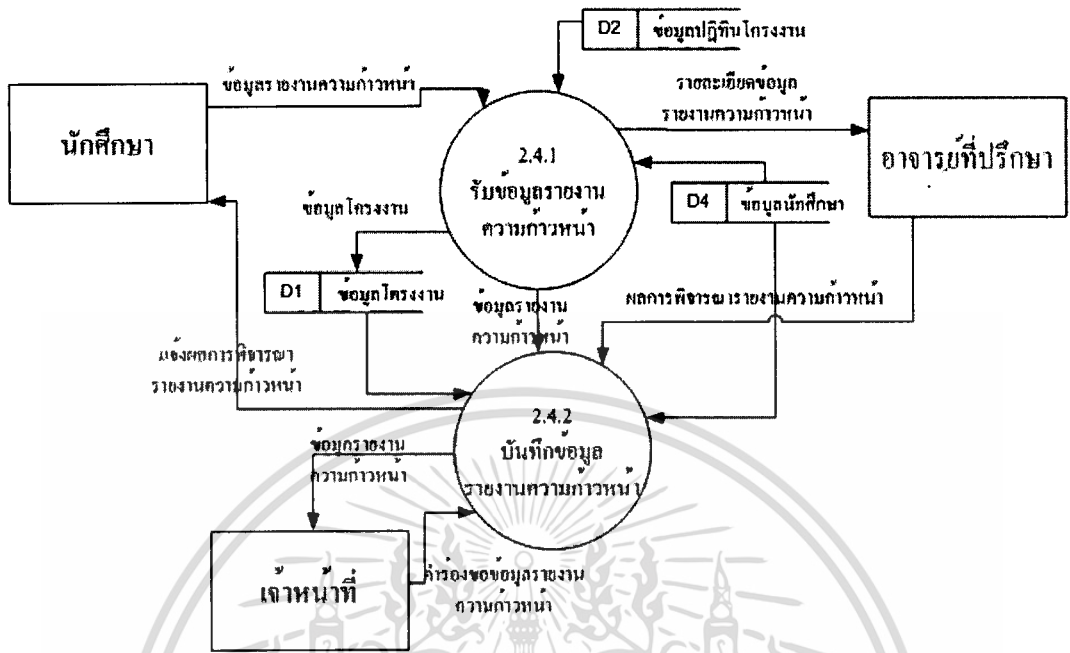 D2 ข้อมูลปฏิทินโครงงาน
ข้อมูลรายงานความก้าวหน้า
รายละเอียดข้อมูล
รายงานความก้าวหน้า
นักศึกษา
อาจารย์ที่ปรึกษา
2.4.1
รับข้อมูลรายงาน
ความก้าวหน้า
ข้อมูลโครงงาน
D4 ข้อมูลนักศึกษา
D1 ข้อมูลโครงงาน
ข้อมูลรายงาน
ความก้าวหน้า
ผลการพิจารณารายงานความก้าวหน้า
แจ้งผลการพิจารณา
รายงานความก้าวหน้า
2.4.2
บันทึกข้อมูล
รายงานความก้าวหน้า
ข้อมูลรายงาน
ความก้าวหน้า
เจ้าหน้าที่
คำร้องขอข้อมูลรายงาน
ความก้าวหน้า